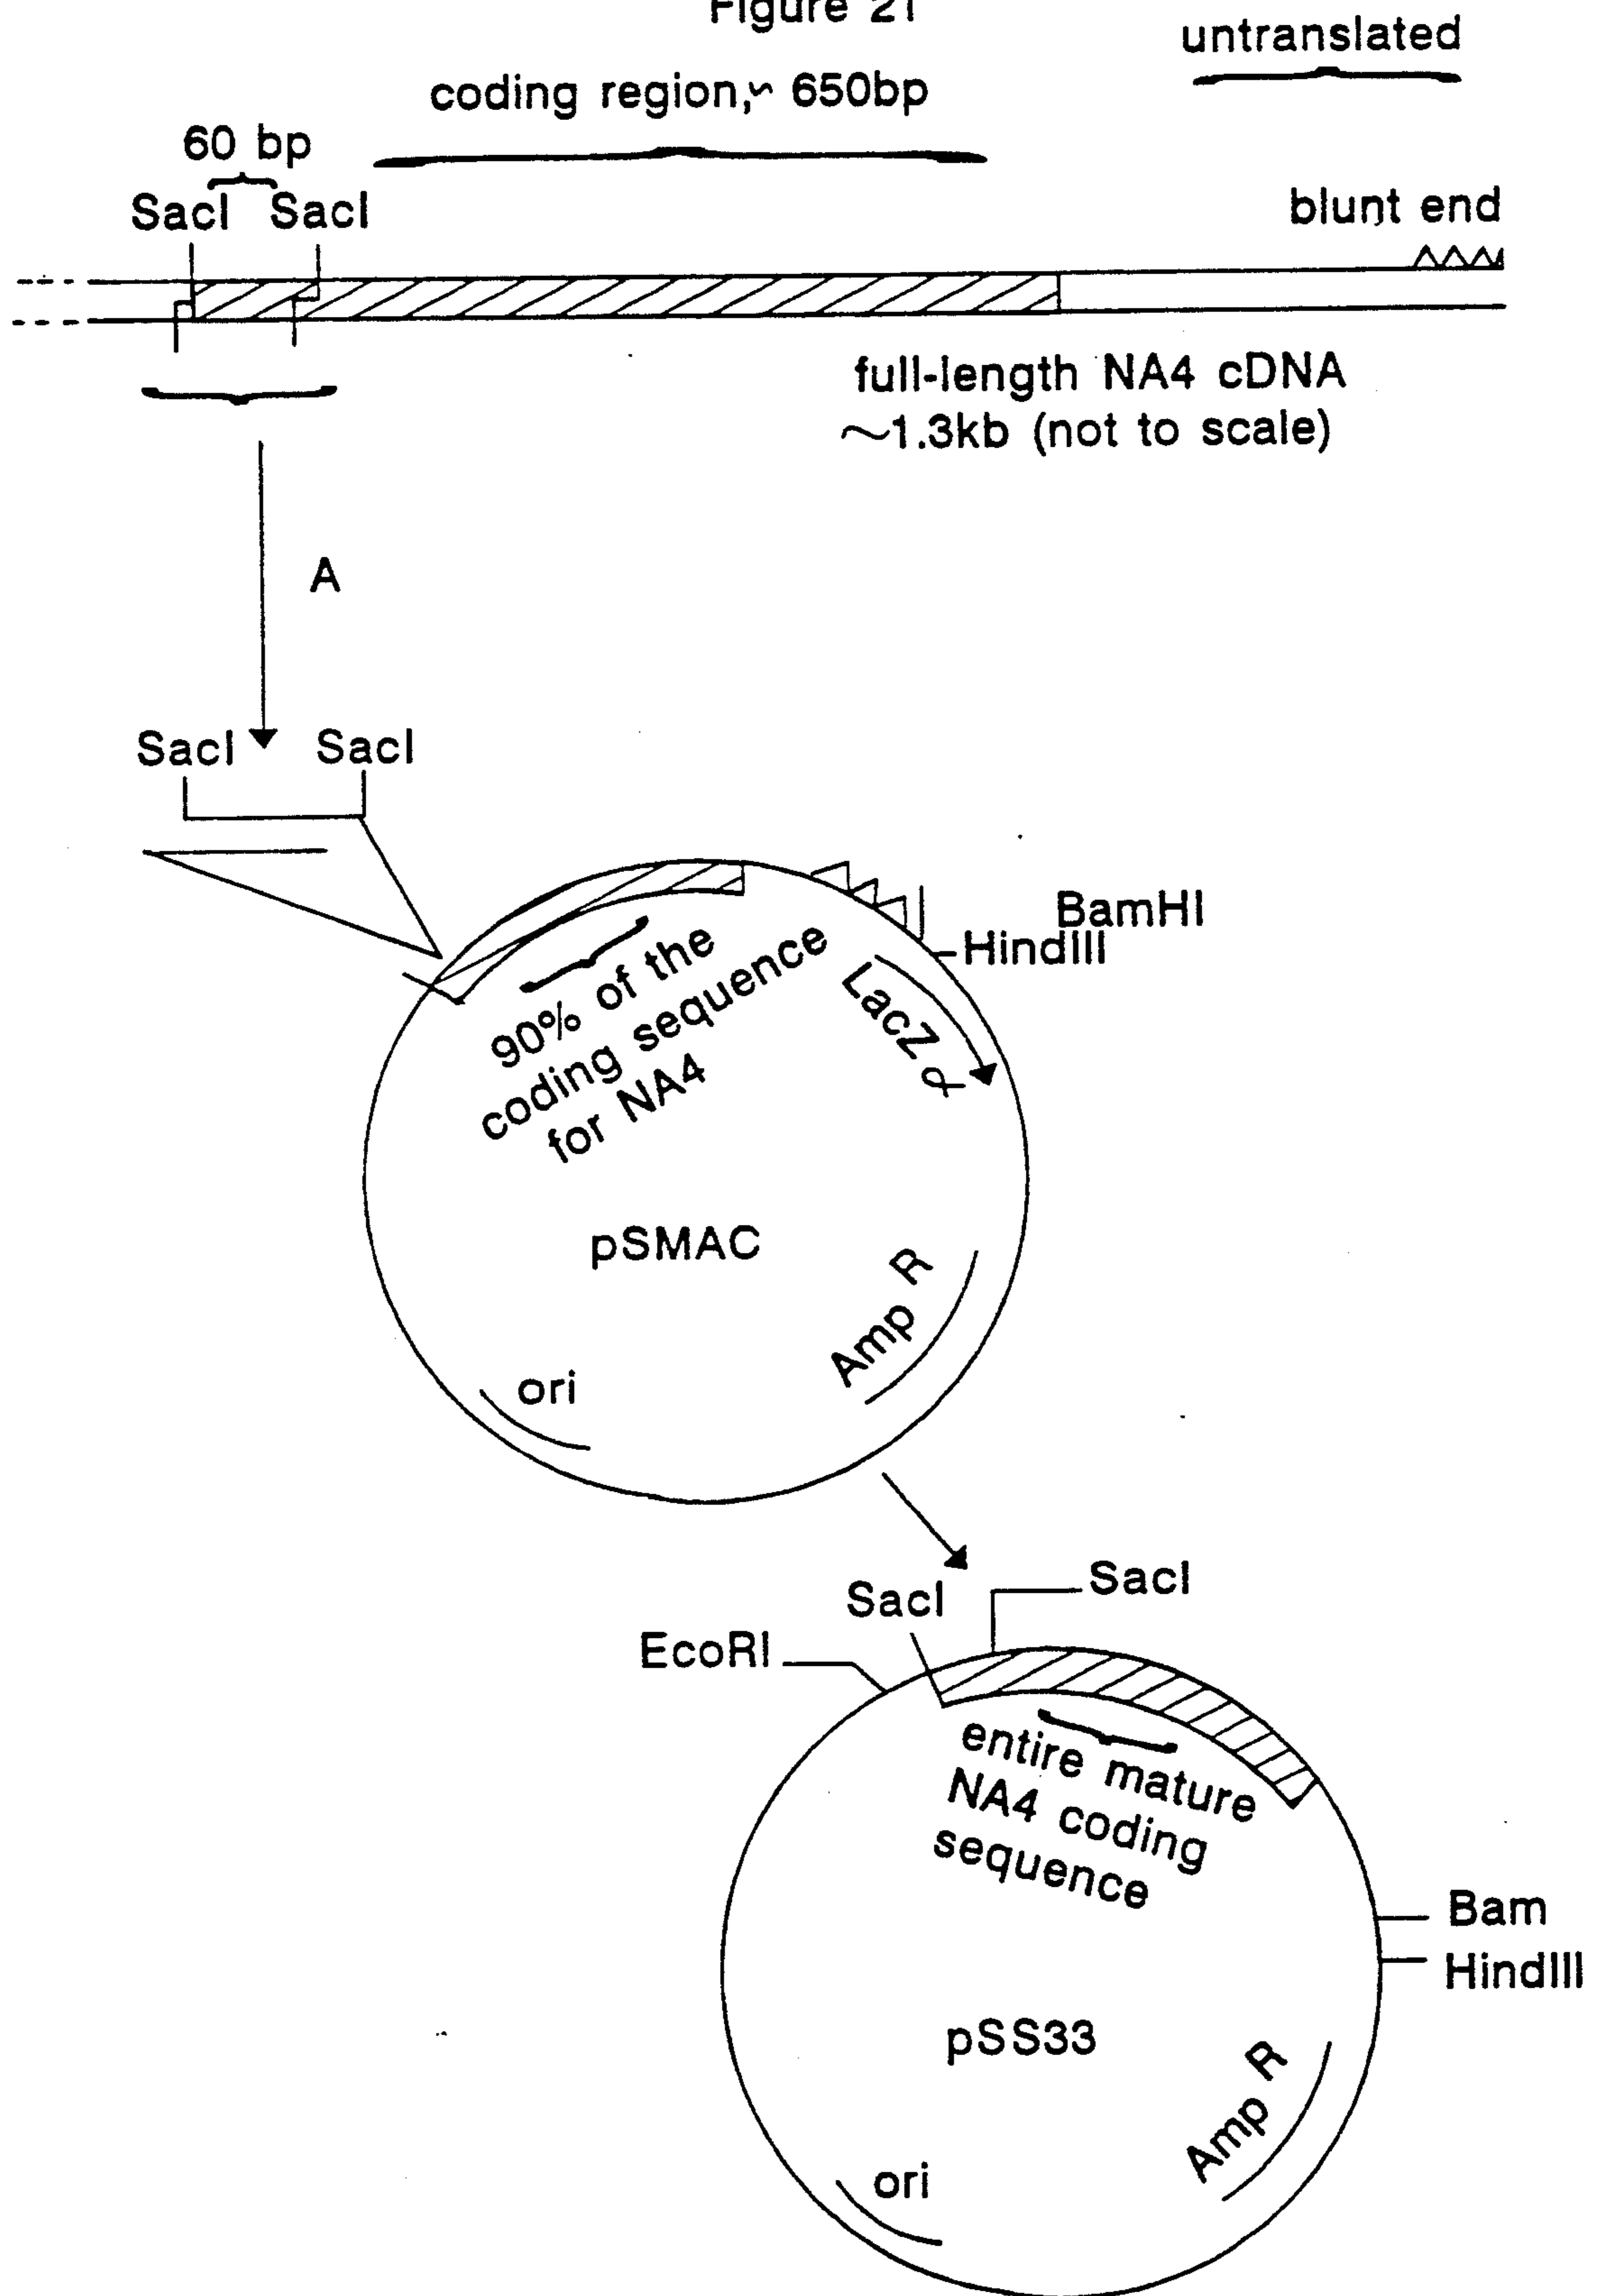 Figure 21
untranslated
coding region, ~ 650bp
60 bp
SacI SacI
blunt end
full-length NA4 cDNA
~1.3kb (not to scale)
A
SacI SacI
BamHI
HindIII
90% of the
coding sequence
for NA4
LacZ α
pSMAC
Amp R
ori
SacI
SacI
EcoRI
entire mature
NA4 coding
sequence
Bam
HindIII
pSS33
Amp R
ori